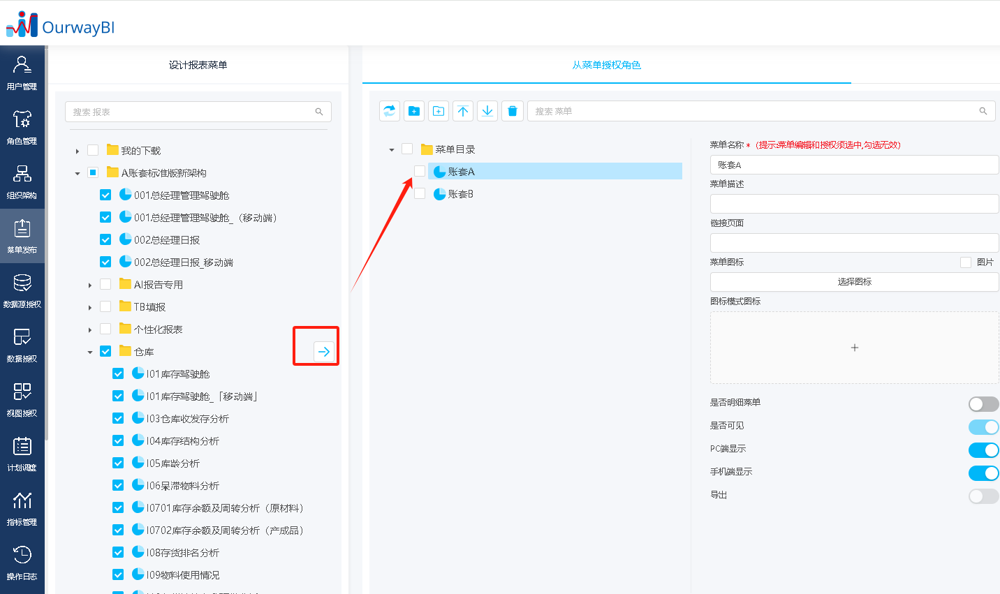 OurwayBI
用户管理
角色管理
组织架构
菜单发布
数据源授权
数据授权
视图授权
计划调度
指标管理
操作日志
设计报表菜单
搜索 报表
我的下载
A账套标准版新架构
001总经理管理驾驶舱
001总经理管理驾驶舱_（移动端）
002总经理日报
002总经理日报_移动端
AI报告专用
TB填报
个性化报表
仓库
I01库存驾驶舱
I01库存驾驶舱_「移动端」
I03仓库收发存分析
I04库存结构分析
I05库龄分析
I06呆滞物料分析
I0701库存余额及周转分析（原材料）
I0702库存余额及周转分析（产成品）
I08存货排名分析
I09物料使用情况
从菜单授权角色
搜索 菜单
菜单目录
账套A
账套B
菜单名称 *（提示:菜单编辑和授权须选中,勾选无效）
账套A
菜单描述
链接页面
菜单图标
图片
选择图标
图标模式图标
是否明细菜单
是否可见
PC端显示
手机端显示
导出